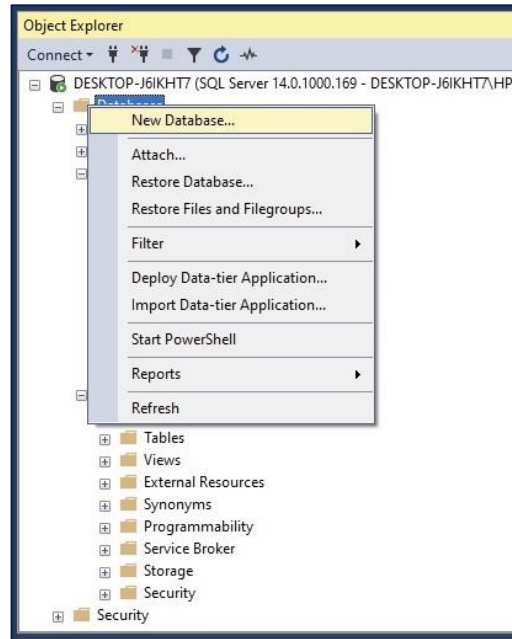 Object Explorer
Connect
DESKTOP-J6IKHT7 (SQL Server 14.0.1000.169 - DESKTOP-J6IKHT7\HP
Databases
New Database...
Attach...
Restore Database...
Restore Files and Filegroups...
Filter
Deploy Data-tier Application...
Import Data-tier Application...
Start PowerShell
Reports
Refresh
Tables
Views
External Resources
Synonyms
Programmability
Service Broker
Storage
Security
Security